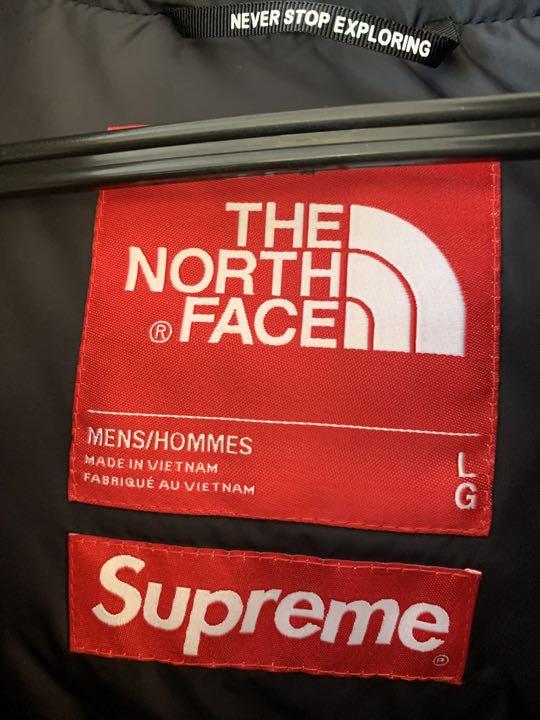 NEVER STOP EXPLORING
THE
NORTH
® FACE
MENS/HOMMES
MADE IN VIETNAM
FABRIQUÉ AU VIETNAM
L
G
Supreme